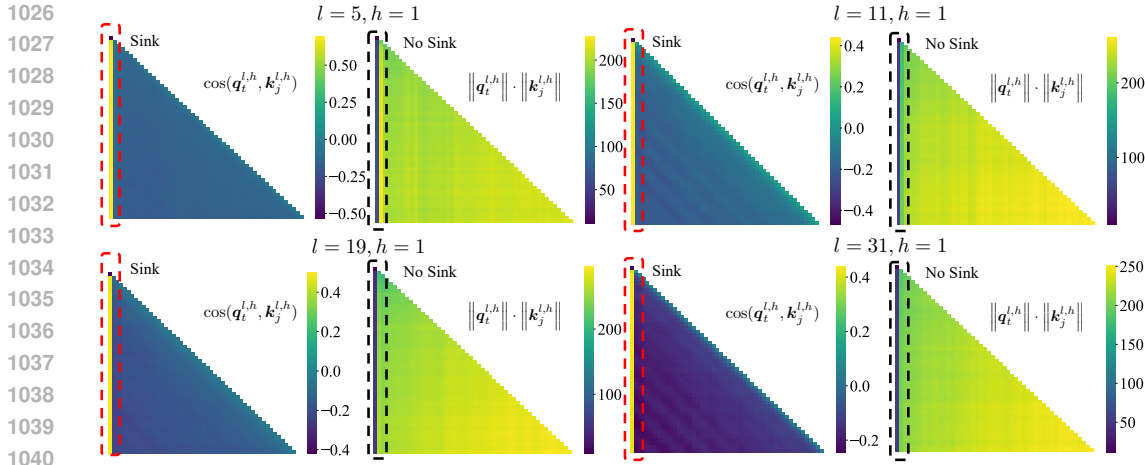 1026
1027
1028
1029
1030
1031
1032
1033
1034
1035
1036
1037
1038
1039
1040
l = 5, h = 1
Sink
cos(q_t^{l,h}, k_j^{l,h})
0.50
0.25
0.00
−0.25
−0.50
No Sink
‖q_t^{l,h}‖ · ‖k_j^{l,h}‖
200
150
100
50
l = 11, h = 1
Sink
cos(q_t^{l,h}, k_j^{l,h})
0.4
0.2
0.0
−0.2
−0.4
No Sink
‖q_t^{l,h}‖ · ‖k_j^{l,h}‖
200
100
l = 19, h = 1
Sink
cos(q_t^{l,h}, k_j^{l,h})
0.4
0.2
0.0
−0.2
−0.4
No Sink
‖q_t^{l,h}‖ · ‖k_j^{l,h}‖
200
100
l = 31, h = 1
Sink
cos(q_t^{l,h}, k_j^{l,h})
0.4
0.2
0.0
−0.2
No Sink
‖q_t^{l,h}‖ · ‖k_j^{l,h}‖
250
200
150
100
50